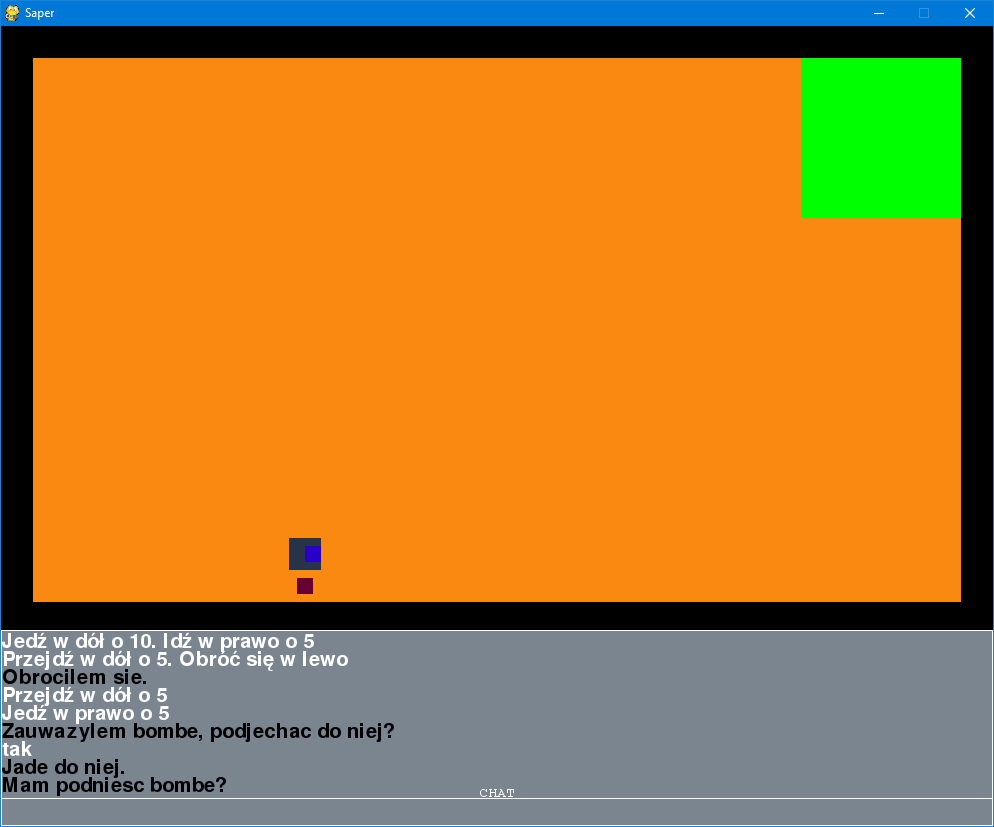 Saper
Jedź w dół o 10. Idź w prawo o 5
Przejdź w dół o 5. Obróć się w lewo
Obrocilem sie.
Przejdź w dół o 5
Jedź w prawo o 5
Zauwazylem bombe, podjechac do niej?
tak
Jade do niej.
Mam podniesc bombe?
CHAT